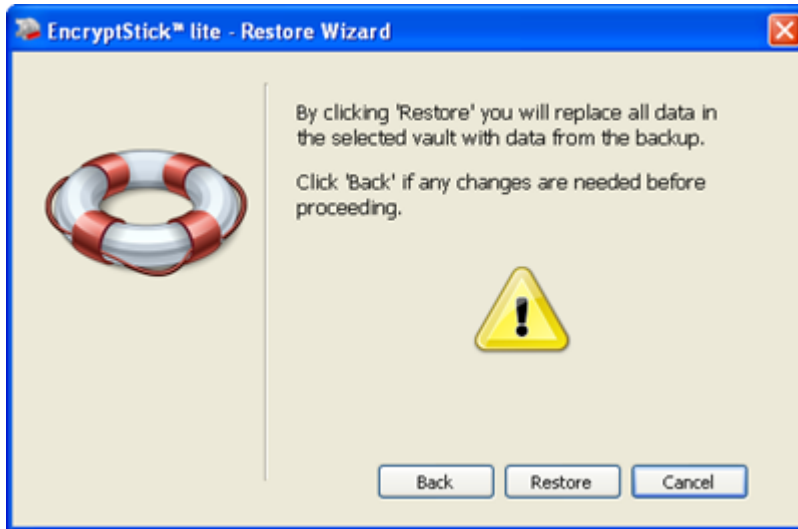 EncryptStick™ lite - Restore Wizard
By clicking 'Restore' you will replace all data in
the selected vault with data from the backup.
Click 'Back' if any changes are needed before
proceeding.
Back Restore Cancel